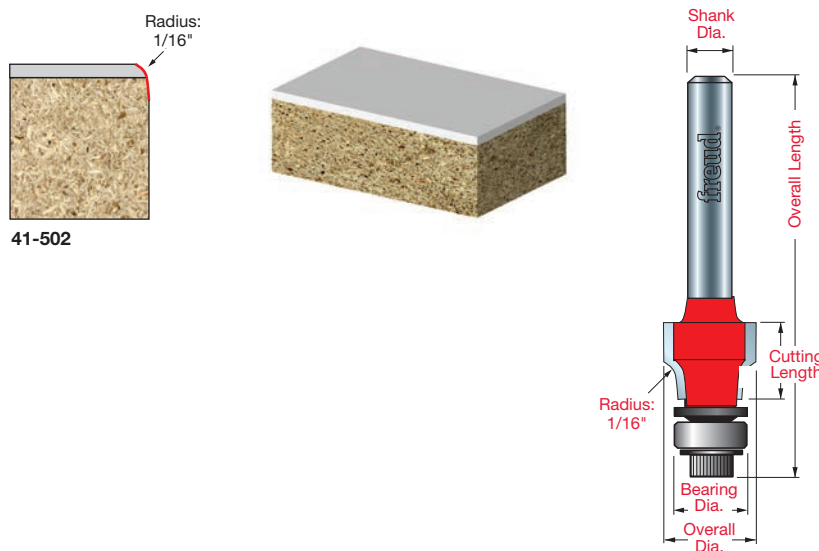 Radius:
1/16"
41-502
Shank
Dia.
freud®
Overall Length
Cutting
Length
Radius:
1/16"
Bearing
Dia.
Overall
Dia.